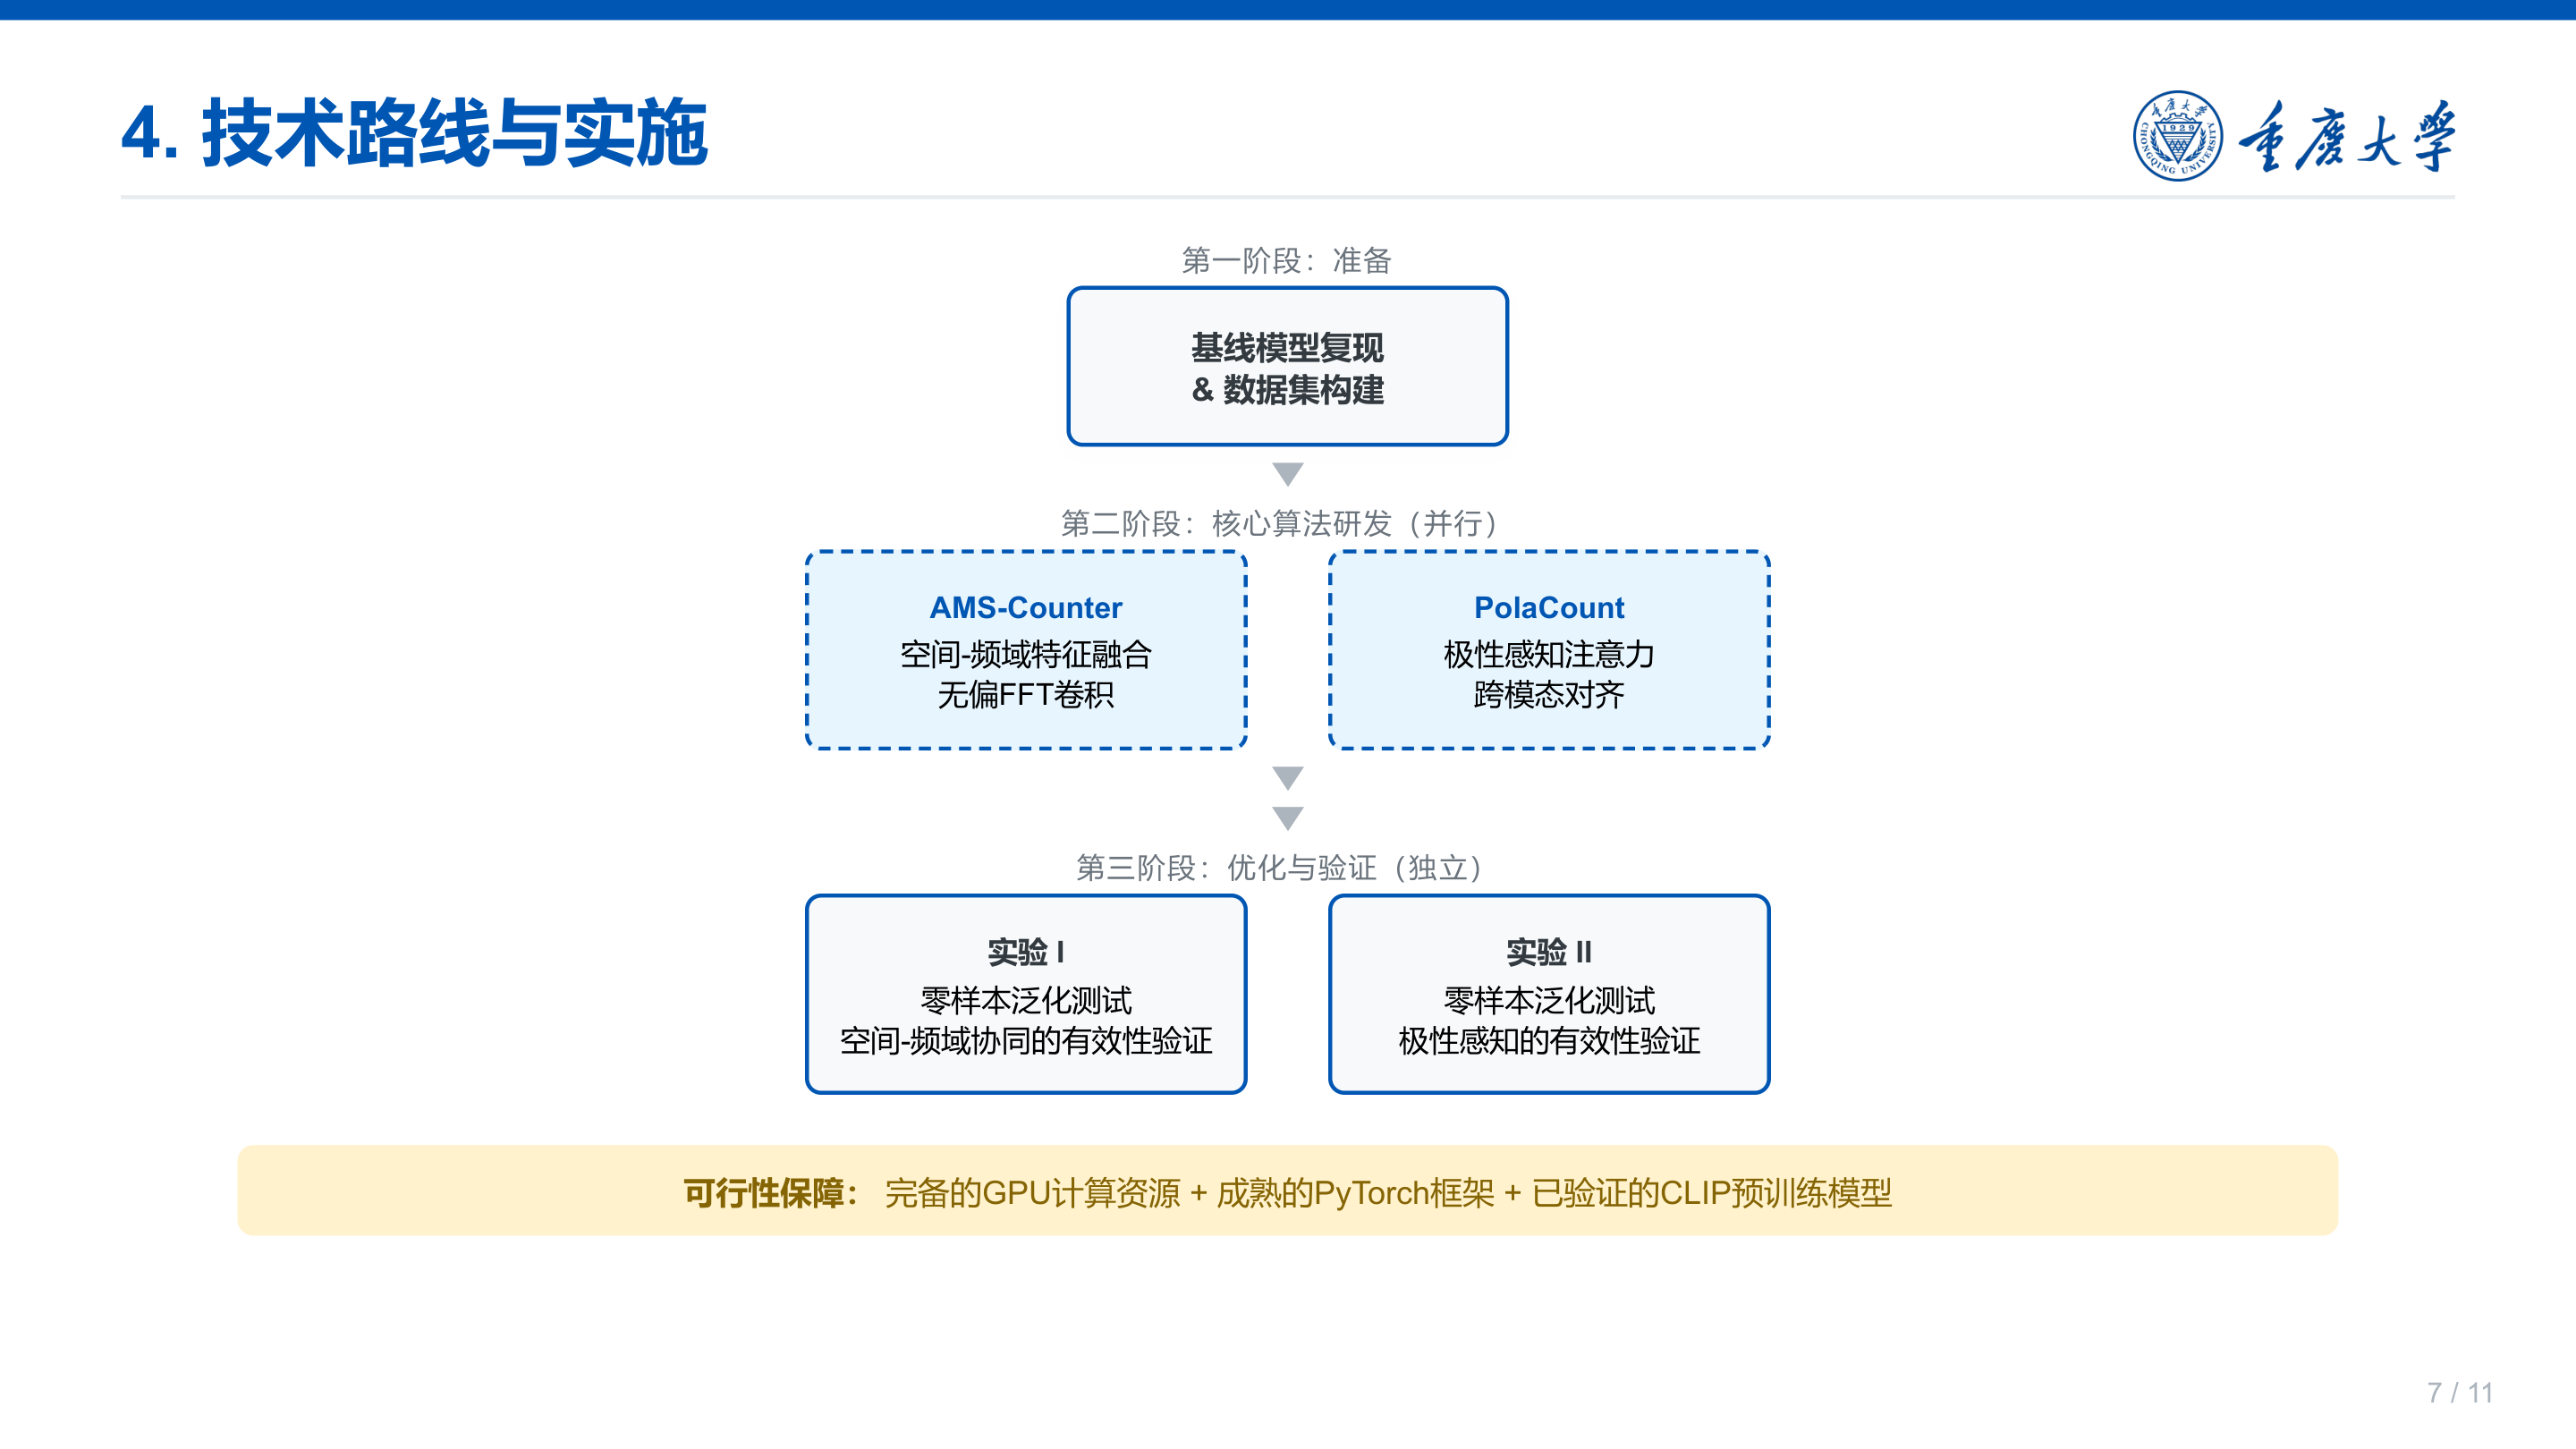 4. 技术路线与实施
重庆大学
1929
CHONGQING UNIVERSITY
重慶大學
第一阶段：准备
基线模型复现
& 数据集构建
第二阶段：核心算法研发（并行）
AMS-Counter
空间-频域特征融合
无偏FFT卷积
PolaCount
极性感知注意力
跨模态对齐
第三阶段：优化与验证（独立）
实验 I
零样本泛化测试
空间-频域协同的有效性验证
实验 II
零样本泛化测试
极性感知的有效性验证
可行性保障： 完备的GPU计算资源 + 成熟的PyTorch框架 + 已验证的CLIP预训练模型
7 / 11